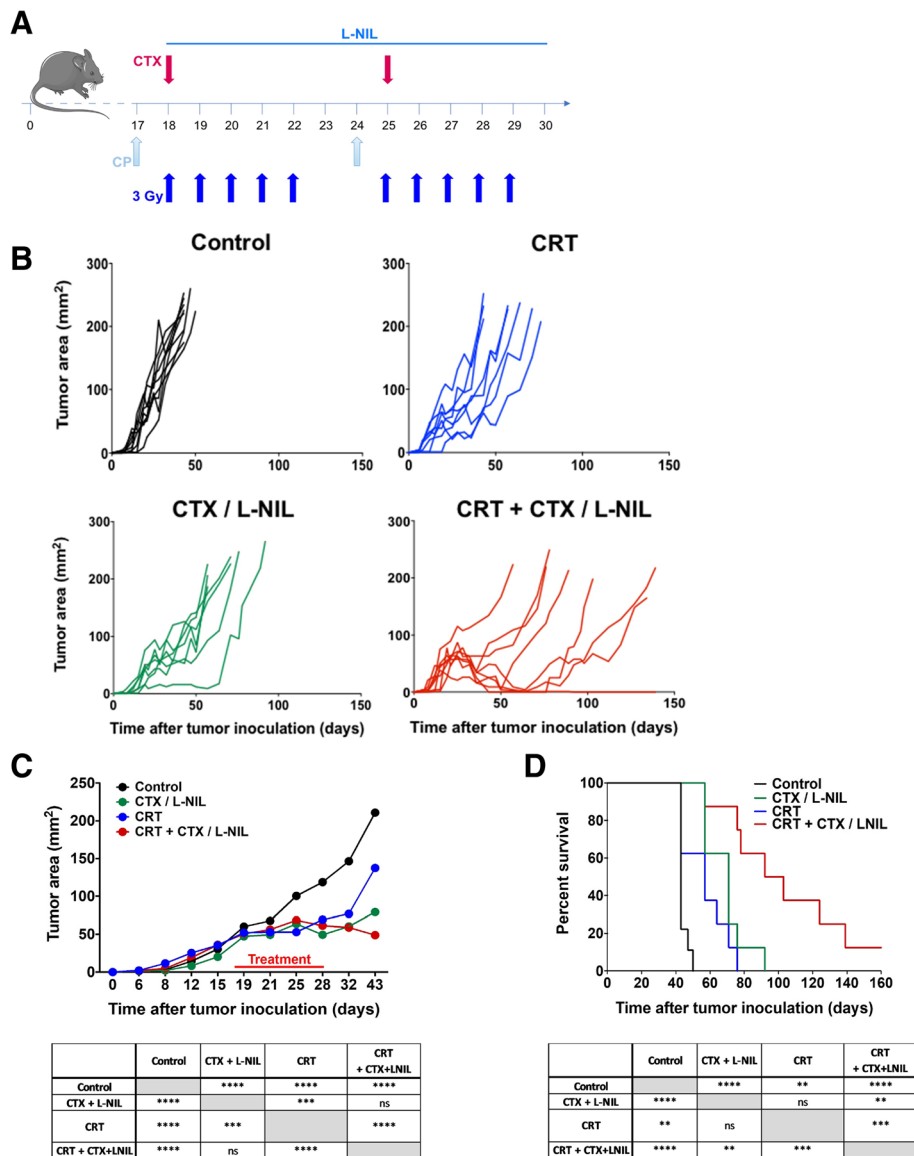 A
L-NIL
CTX
0 17 18 19 20 21 22 23 24 25 26 27 28 29 30
CP
3 Gy
B
Control
CRT
Tumor area (mm²)
300
200
100
0
0 50 100 150
300
200
100
0
0 50 100 150
CTX / L-NIL
CRT + CTX / L-NIL
Tumor area (mm²)
300
200
100
0
0 50 100 150
300
200
100
0
0 50 100 150
Time after tumor inoculation (days)
Time after tumor inoculation (days)
C
Tumor area (mm²)
250
200
150
100
50
0
Control
CTX / L-NIL
CRT
CRT + CTX / L-NIL
Treatment
0 6 8 12 15 19 21 25 28 32 43
Time after tumor inoculation (days)
Control CTX + L-NIL CRT CRT + CTX+LNIL
Control **** **** ****
CTX + L-NIL **** *** ns
CRT **** *** ****
CRT + CTX+LNIL **** ns ****
D
Percent survival
100
80
60
40
20
0
Control
CTX / L-NIL
CRT
CRT + CTX / LNIL
0 20 40 60 80 100 120 140 160
Time after tumor inoculation (days)
Control CTX + L-NIL CRT CRT + CTX+LNIL
Control **** ** ****
CTX + L-NIL **** ns **
CRT ** ns ***
CRT + CTX+LNIL **** ** ***